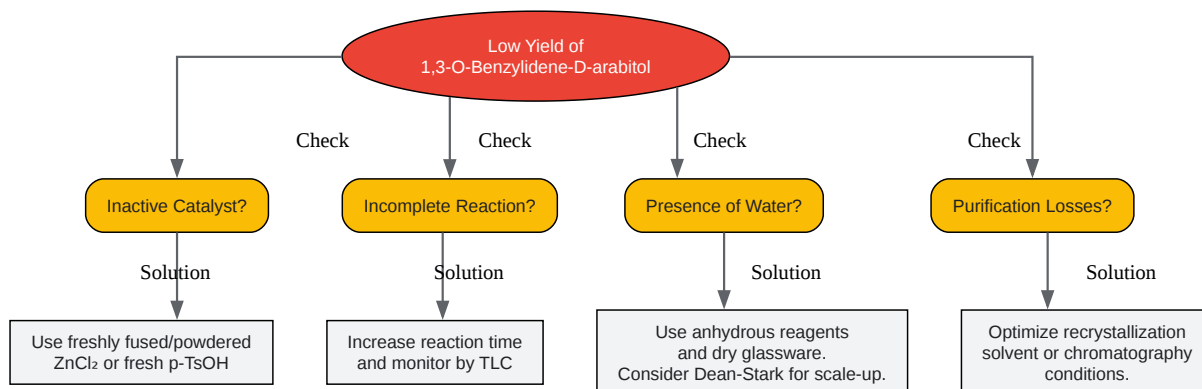 Low Yield of
1,3-O-Benzylidene-D-arabitol
Check
Check
Check
Check
Inactive Catalyst?
Incomplete Reaction?
Presence of Water?
Purification Losses?
Solution
Solution
Solution
Solution
Use freshly fused/powdered
ZnCl₂ or fresh p-TsOH
Increase reaction time
and monitor by TLC
Use anhydrous reagents
and dry glassware.
Consider Dean-Stark for scale-up.
Optimize recrystallization
solvent or chromatography
conditions.